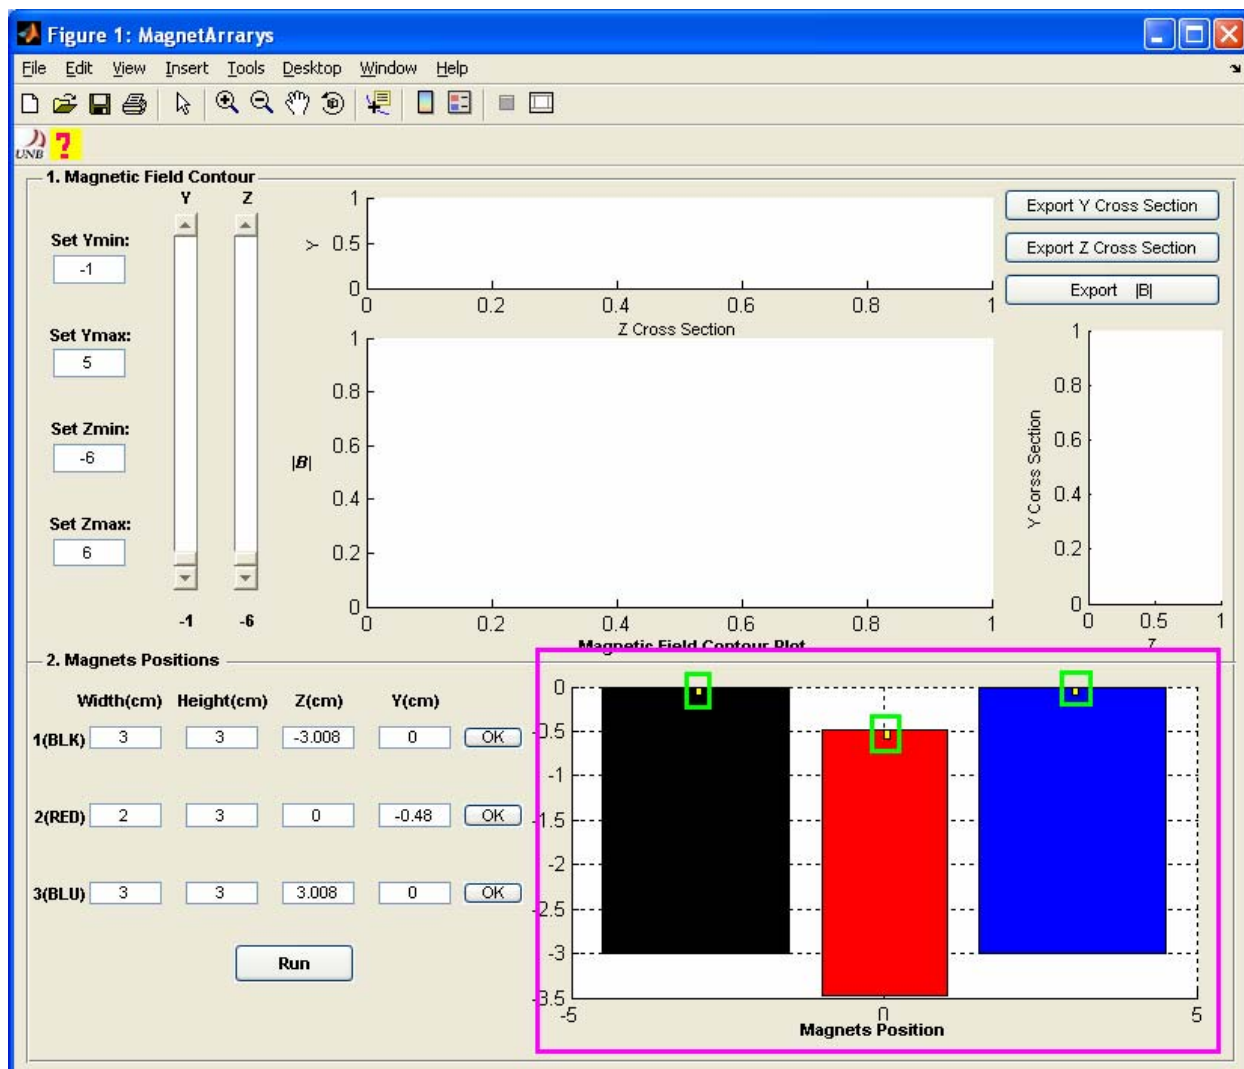 Figure 1: MagnetArrarys
File Edit View Insert Tools Desktop Window Help
UNB ?
1. Magnetic Field Contour
Y Z
Set Ymin:
-1
Set Ymax:
5
Set Zmin:
-6
Set Zmax:
6
-1 -6
Y
1
0.5
0
0 0.2 0.4 0.6 0.8 1
Z Cross Section
|B|
1
0.8
0.6
0.4
0.2
0
0 0.2 0.4 0.6 0.8 1
Magnetic Field Contour Plot
Export Y Cross Section
Export Z Cross Section
Export |B|
Y Corss Section
1
0.8
0.6
0.4
0.2
0
0 0.5 1
Z
2. Magnets Positions
Width(cm) Height(cm) Z(cm) Y(cm)
1(BLK) 3 3 -3.008 0 OK
2(RED) 2 3 0 -0.48 OK
3(BLU) 3 3 3.008 0 OK
Run
0
-0.5
-1
-1.5
-2
-2.5
-3
-3.5
-5 0 5
Magnets Position